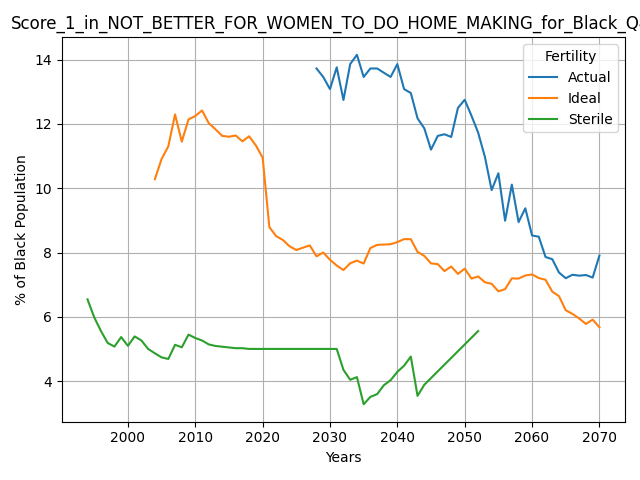 Score_1_in_NOT_BETTER_FOR_WOMEN_TO_DO_HOME_MAKING_for_Black_Q
Fertility
Actual
Ideal
Sterile
14
12
10
8
6
4
% of Black Population
2000 2010 2020 2030 2040 2050 2060 2070
Years